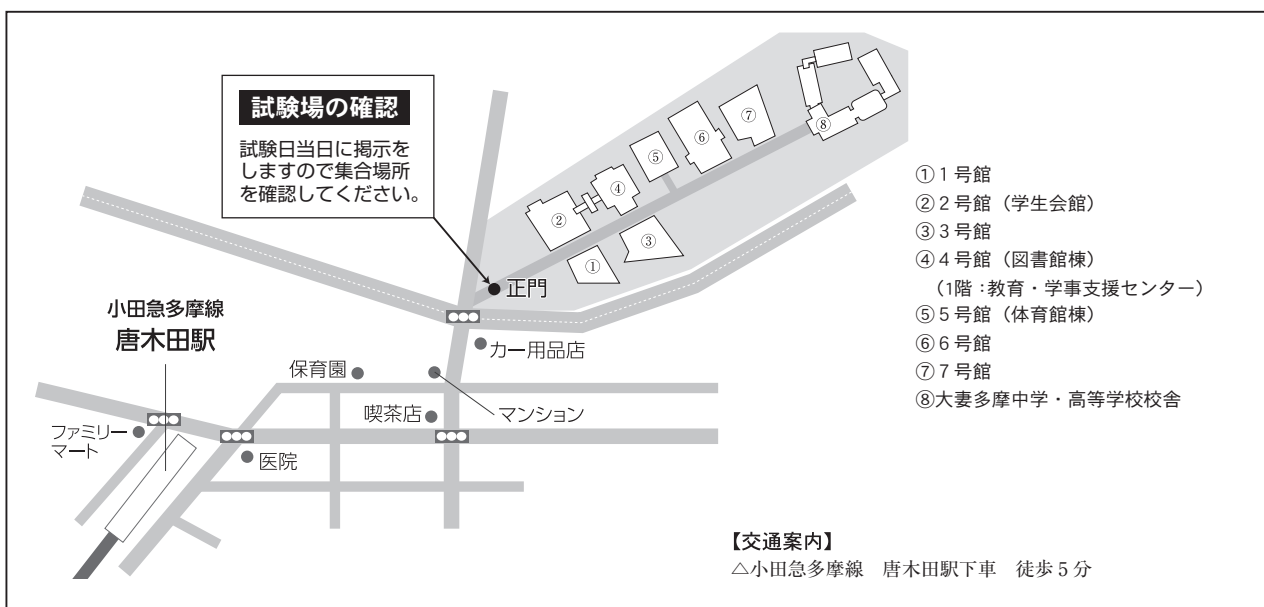 試験場の確認
試験日当日に掲示を
しますので集合場所
を確認してください。
⑦
⑧
⑥
⑤
④
②
③
①
正門
小田急多摩線
唐木田駅
カー用品店
保育園
喫茶店
マンション
ファミリー
マート
医院
①1号館
②2号館（学生会館）
③3号館
④4号館（図書館棟）
（1階：教育・学事支援センター）
⑤5号館（体育館棟）
⑥6号館
⑦7号館
⑧大妻多摩中学・高等学校校舎
【交通案内】
△小田急多摩線　唐木田駅下車　徒歩5分